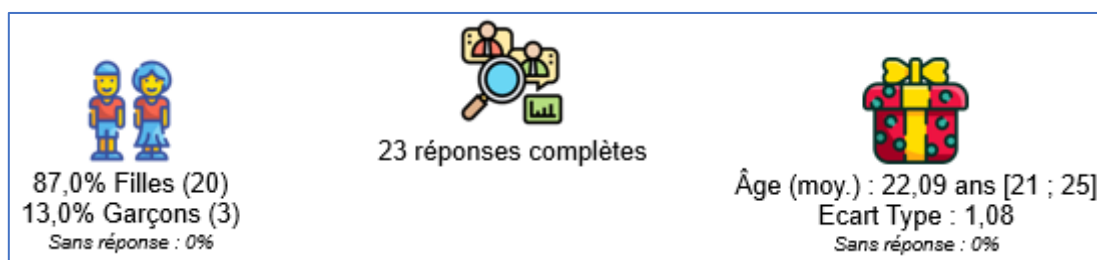 87,0% Filles (20)
13,0% Garçons (3)
Sans réponse : 0%
23 réponses complètes
Âge (moy.) : 22,09 ans [21 ; 25]
Ecart Type : 1,08
Sans réponse : 0%